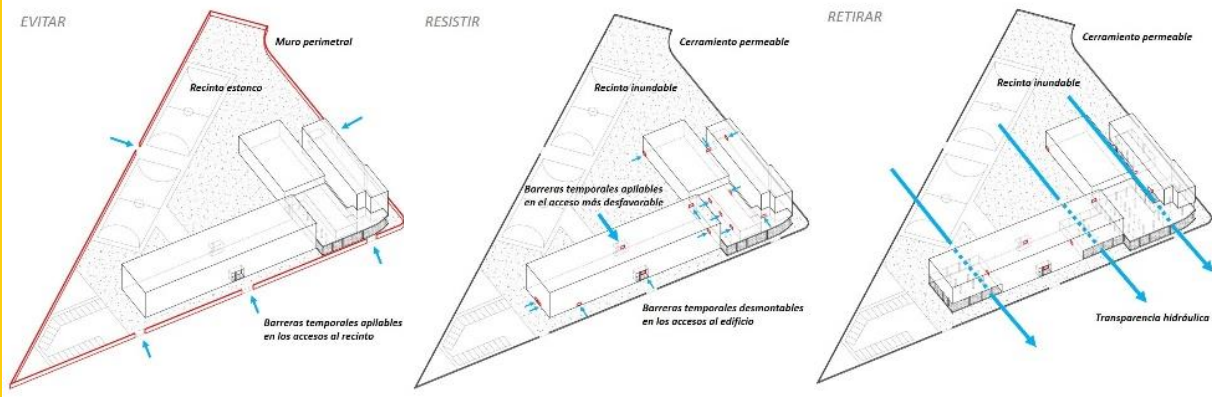 EVITAR
Muro perimetral
Recinto estanco
Barreras temporales apilables
en los accesos al recinto
RESISTIR
Cerramiento permeable
Recinto inundable
Barreras temporales apilables
en el acceso más desfavorable
Barreras temporales desmontables
en los accesos al edificio
RETIRAR
Cerramiento permeable
Recinto inundable
Transparencia hidráulica